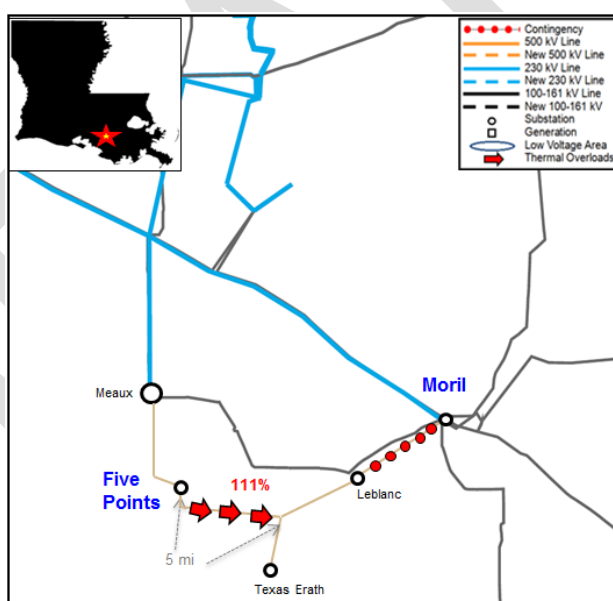 Contingency
500 kV Line
New 500 kV Line
230 kV Line
New 230 kV Line
100-161 kV Line
New 100-161 kV
Substation
Generation
Low Voltage Area
Thermal Overloads
Moril
Meaux
Five
Points
111%
Leblanc
5 mi
Texas Erath